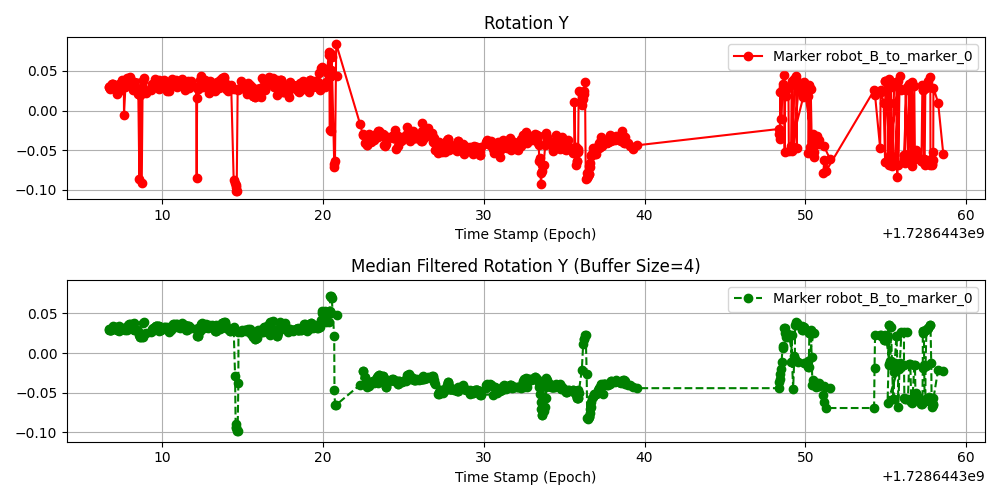 Rotation Y
Marker robot_B_to_marker_0
0.05
0.00
−0.05
−0.10
10 20 30 40 50 60
Time Stamp (Epoch)
+1.7286443e9
Median Filtered Rotation Y (Buffer Size=4)
Marker robot_B_to_marker_0
0.05
0.00
−0.05
−0.10
10 20 30 40 50 60
Time Stamp (Epoch)
+1.7286443e9